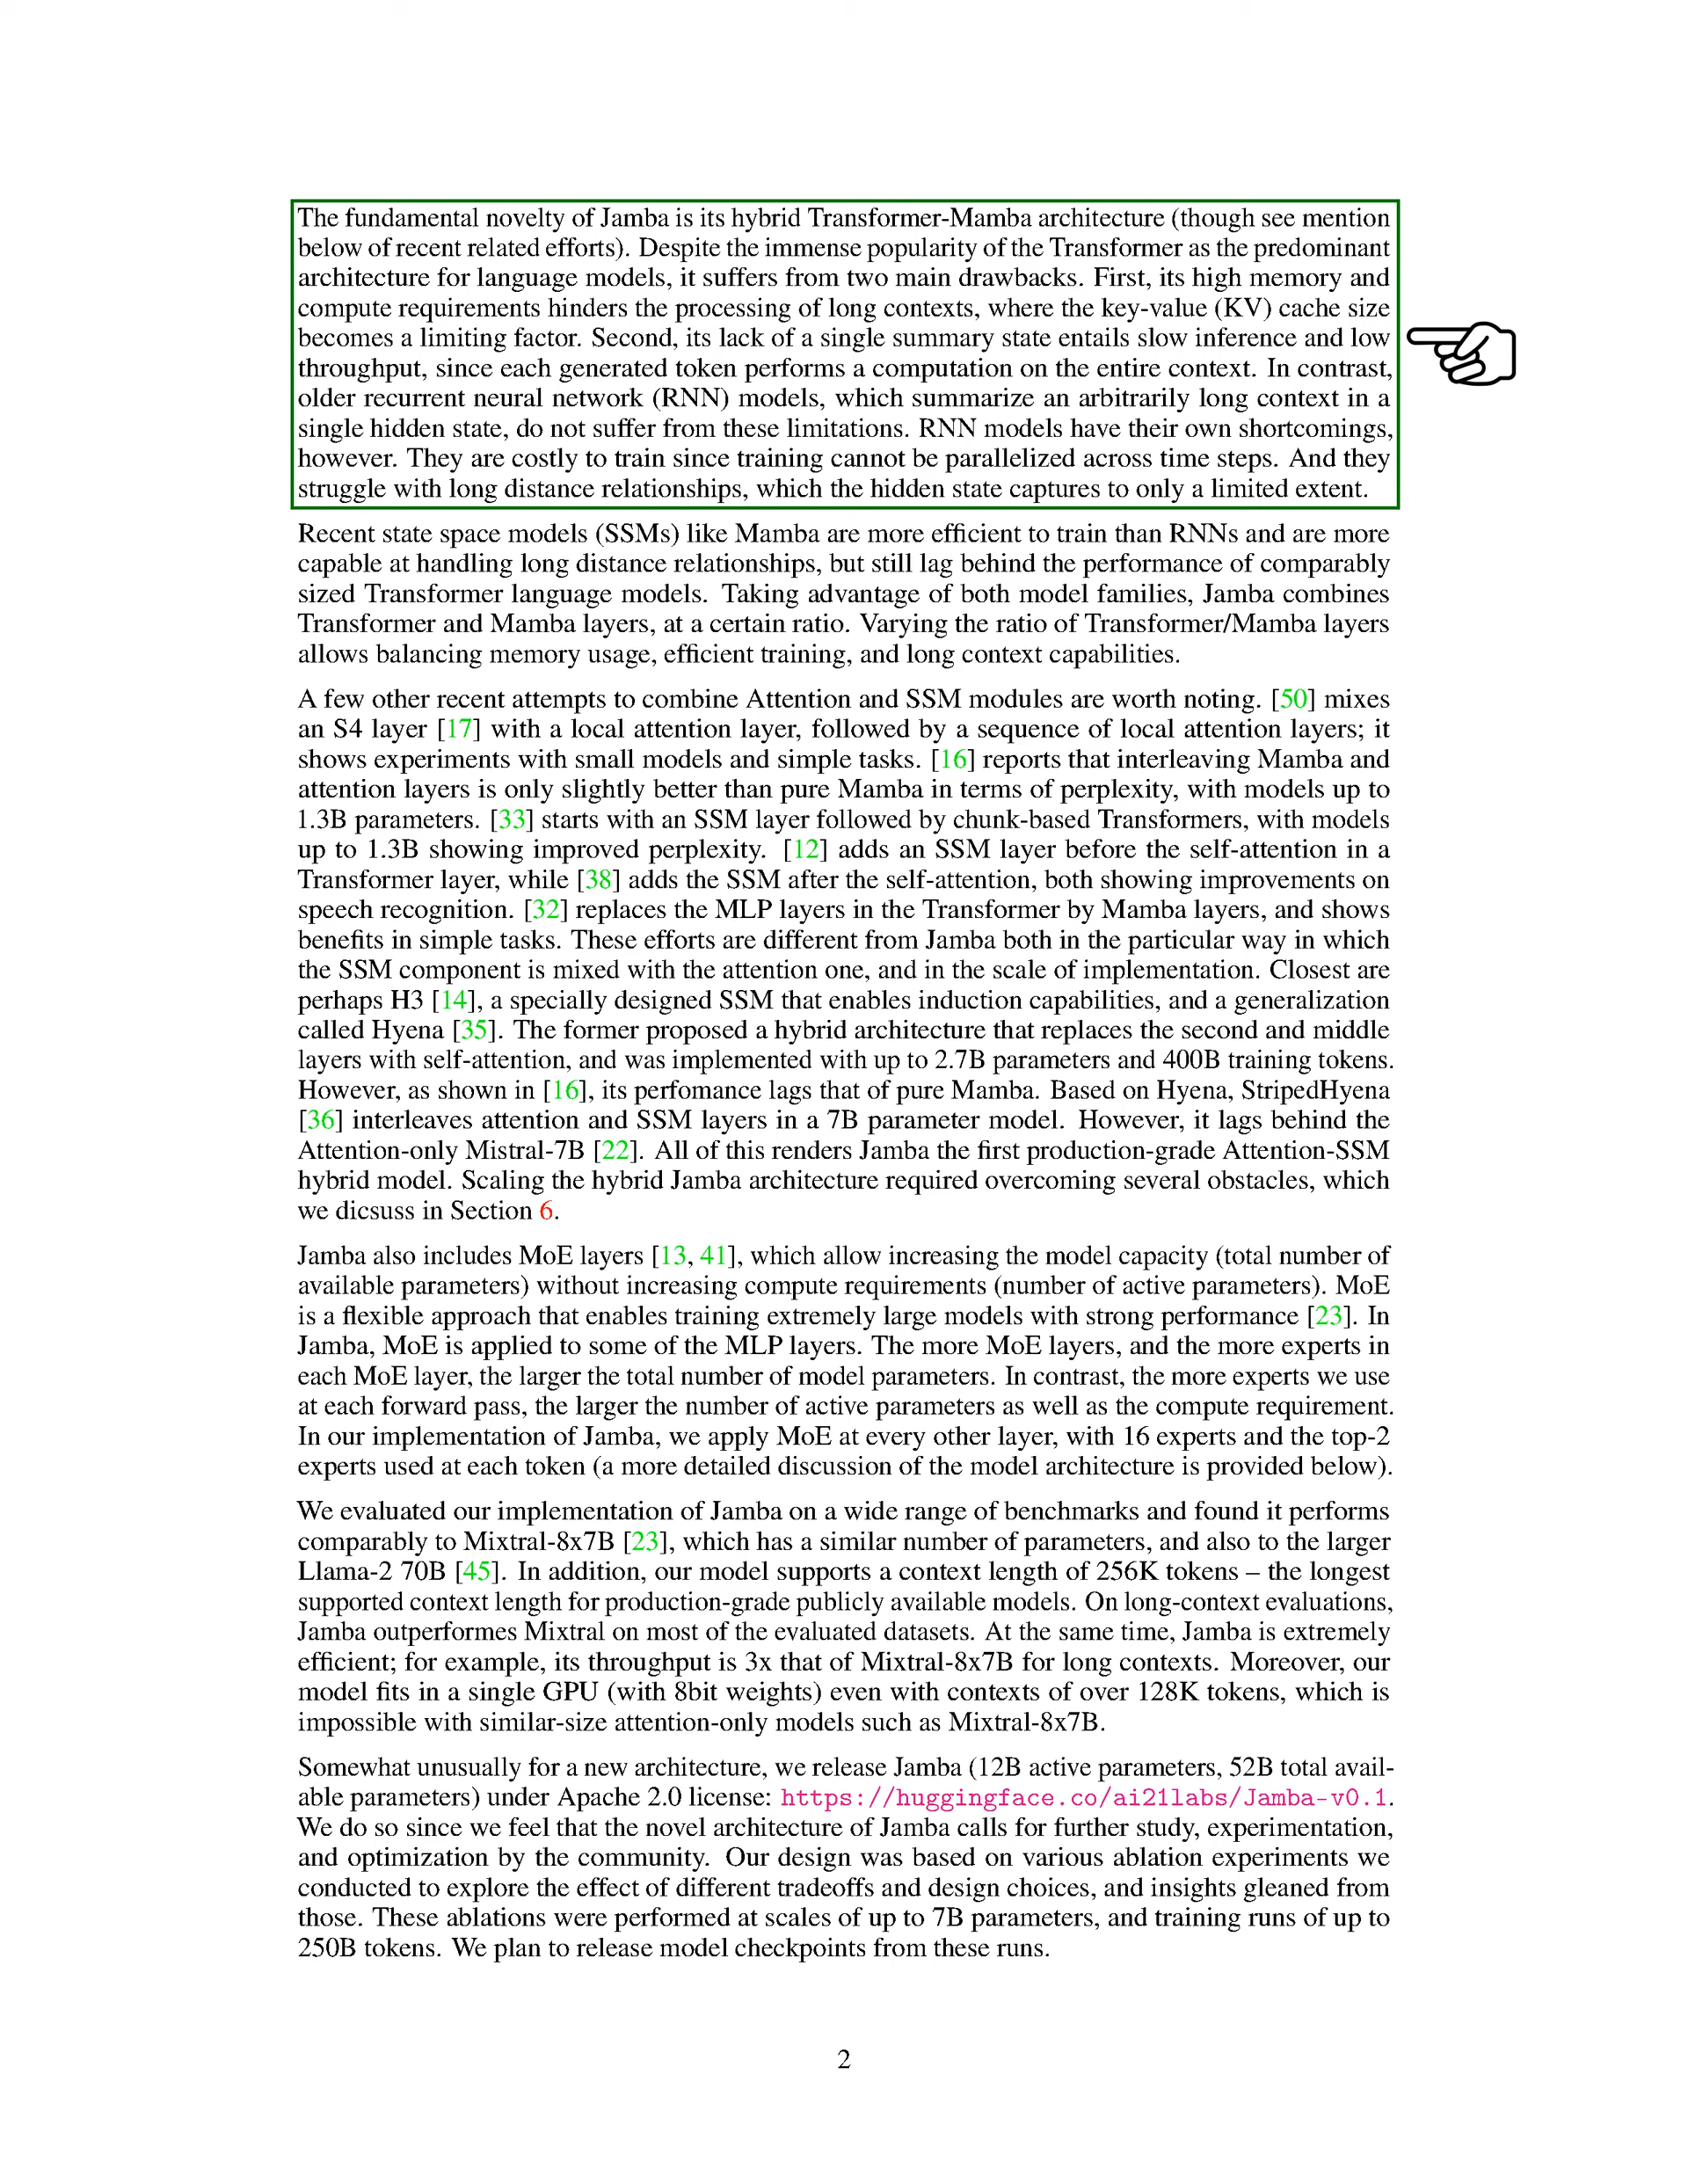 The fundamental novelty of Jamba is its hybrid Transformer-Mamba architecture (though see mention
below of recent related efforts). Despite the immense popularity of the Transformer as the predominant
architecture for language models, it suffers from two main drawbacks. First, its high memory and
compute requirements hinders the processing of long contexts, where the key-value (KV) cache size
becomes a limiting factor. Second, its lack of a single summary state entails slow inference and low
throughput, since each generated token performs a computation on the entire context. In contrast,
older recurrent neural network (RNN) models, which summarize an arbitrarily long context in a
single hidden state, do not suffer from these limitations. RNN models have their own shortcomings,
however. They are costly to train since training cannot be parallelized across time steps. And they
struggle with long distance relationships, which the hidden state captures to only a limited extent.
Recent state space models (SSMs) like Mamba are more efficient to train than RNNs and are more
capable at handling long distance relationships, but still lag behind the performance of comparably
sized Transformer language models. Taking advantage of both model families, Jamba combines
Transformer and Mamba layers, at a certain ratio. Varying the ratio of Transformer/Mamba layers
allows balancing memory usage, efficient training, and long context capabilities.
A few other recent attempts to combine Attention and SSM modules are worth noting. [50] mixes
an S4 layer [17] with a local attention layer, followed by a sequence of local attention layers; it
shows experiments with small models and simple tasks. [16] reports that interleaving Mamba and
attention layers is only slightly better than pure Mamba in terms of perplexity, with models up to
1.3B parameters. [33] starts with an SSM layer followed by chunk-based Transformers, with models
up to 1.3B showing improved perplexity. [12] adds an SSM layer before the self-attention in a
Transformer layer, while [38] adds the SSM after the self-attention, both showing improvements on
speech recognition. [32] replaces the MLP layers in the Transformer by Mamba layers, and shows
benefits in simple tasks. These efforts are different from Jamba both in the particular way in which
the SSM component is mixed with the attention one, and in the scale of implementation. Closest are
perhaps H3 [14], a specially designed SSM that enables induction capabilities, and a generalization
called Hyena [35]. The former proposed a hybrid architecture that replaces the second and middle
layers with self-attention, and was implemented with up to 2.7B parameters and 400B training tokens.
However, as shown in [16], its perfomance lags that of pure Mamba. Based on Hyena, StripedHyena
[36] interleaves attention and SSM layers in a 7B parameter model. However, it lags behind the
Attention-only Mistral-7B [22]. All of this renders Jamba the first production-grade Attention-SSM
hybrid model. Scaling the hybrid Jamba architecture required overcoming several obstacles, which
we dicsuss in Section 6.
Jamba also includes MoE layers [13, 41], which allow increasing the model capacity (total number of
available parameters) without increasing compute requirements (number of active parameters). MoE
is a flexible approach that enables training extremely large models with strong performance [23]. In
Jamba, MoE is applied to some of the MLP layers. The more MoE layers, and the more experts in
each MoE layer, the larger the total number of model parameters. In contrast, the more experts we use
at each forward pass, the larger the number of active parameters as well as the compute requirement.
In our implementation of Jamba, we apply MoE at every other layer, with 16 experts and the top-2
experts used at each token (a more detailed discussion of the model architecture is provided below).
We evaluated our implementation of Jamba on a wide range of benchmarks and found it performs
comparably to Mixtral-8x7B [23], which has a similar number of parameters, and also to the larger
Llama-2 70B [45]. In addition, our model supports a context length of 256K tokens – the longest
supported context length for production-grade publicly available models. On long-context evaluations,
Jamba outperformes Mixtral on most of the evaluated datasets. At the same time, Jamba is extremely
efficient; for example, its throughput is 3x that of Mixtral-8x7B for long contexts. Moreover, our
model fits in a single GPU (with 8bit weights) even with contexts of over 128K tokens, which is
impossible with similar-size attention-only models such as Mixtral-8x7B.
Somewhat unusually for a new architecture, we release Jamba (12B active parameters, 52B total avail-
able parameters) under Apache 2.0 license: https://huggingface.co/ai21labs/Jamba-v0.1.
We do so since we feel that the novel architecture of Jamba calls for further study, experimentation,
and optimization by the community. Our design was based on various ablation experiments we
conducted to explore the effect of different tradeoffs and design choices, and insights gleaned from
those. These ablations were performed at scales of up to 7B parameters, and training runs of up to
250B tokens. We plan to release model checkpoints from these runs.
2